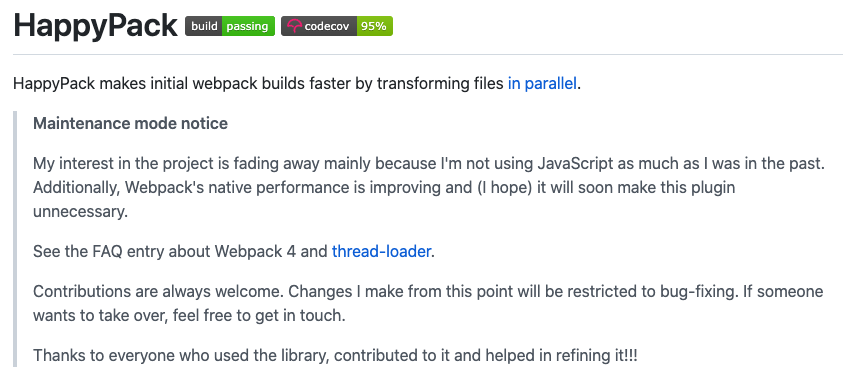 HappyPack build passing codecov 95%
HappyPack makes initial webpack builds faster by transforming files in parallel.
Maintenance mode notice
My interest in the project is fading away mainly because I'm not using JavaScript as much as I was in the past.
Additionally, Webpack's native performance is improving and (I hope) it will soon make this plugin
unnecessary.
See the FAQ entry about Webpack 4 and thread-loader.
Contributions are always welcome. Changes I make from this point will be restricted to bug-fixing. If someone
wants to take over, feel free to get in touch.
Thanks to everyone who used the library, contributed to it and helped in refining it!!!